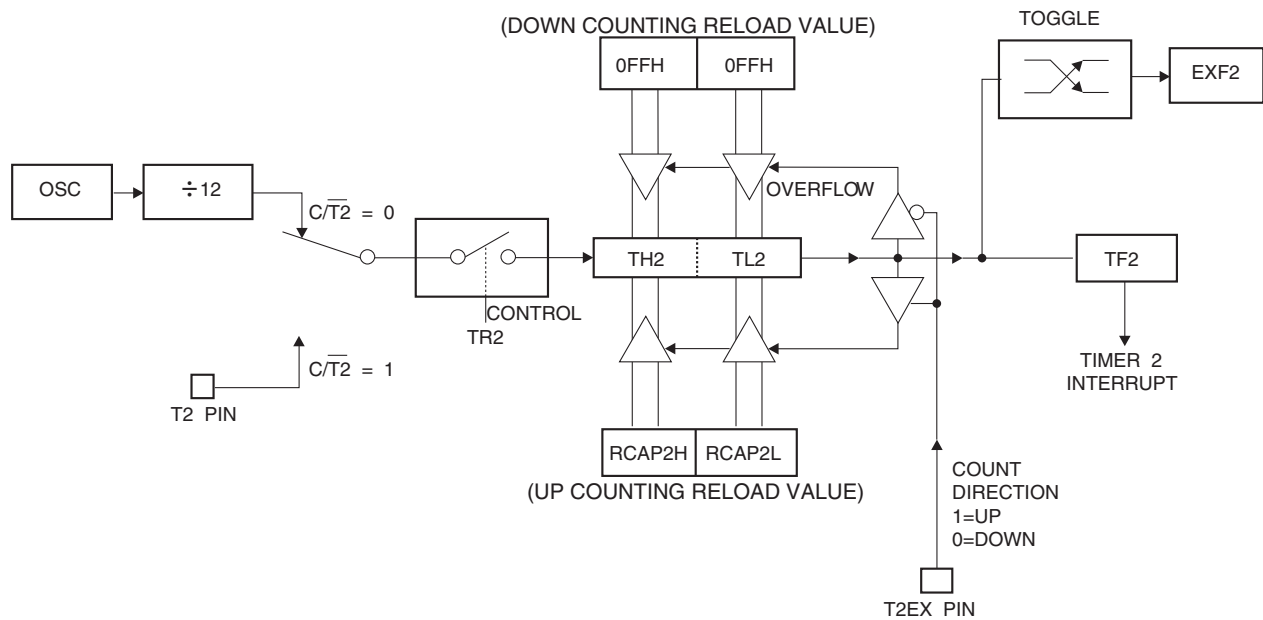 TOGGLE
(DOWN COUNTING RELOAD VALUE)
0FFH 0FFH
EXF2
OSC
÷12
OVERFLOW
C/T2̅ = 0
TH2 TL2
TF2
CONTROL
TR2
C/T2̅ = 1
TIMER 2
INTERRUPT
T2 PIN
RCAP2H RCAP2L
(UP COUNTING RELOAD VALUE)
COUNT
DIRECTION
1=UP
0=DOWN
T2EX PIN